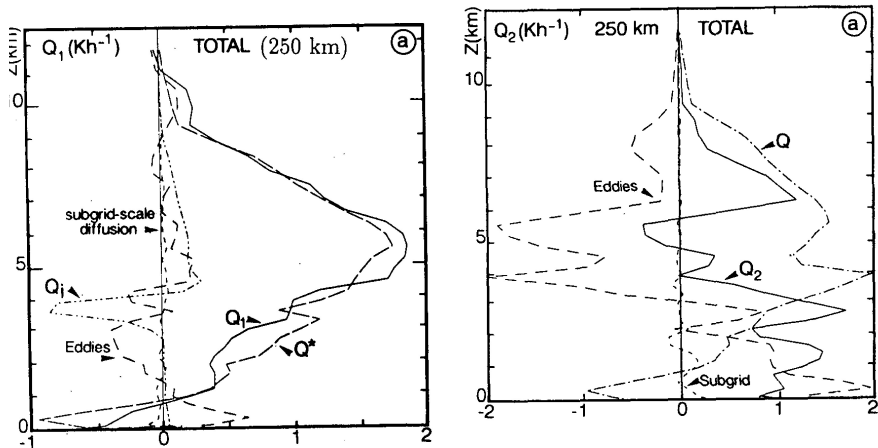 Z(km)
Q₁(Kh⁻¹) TOTAL (250 km) a
0
subgrid-scale
diffusion
5
Qᵢ
Q₁
Eddies
Q*
0
-1 0 1 2
Z(km)
Q₂(Kh⁻¹) 250 km TOTAL a
10
Q
Eddies
5
Q₂
Subgrid
0
-2 -1 0 1 2